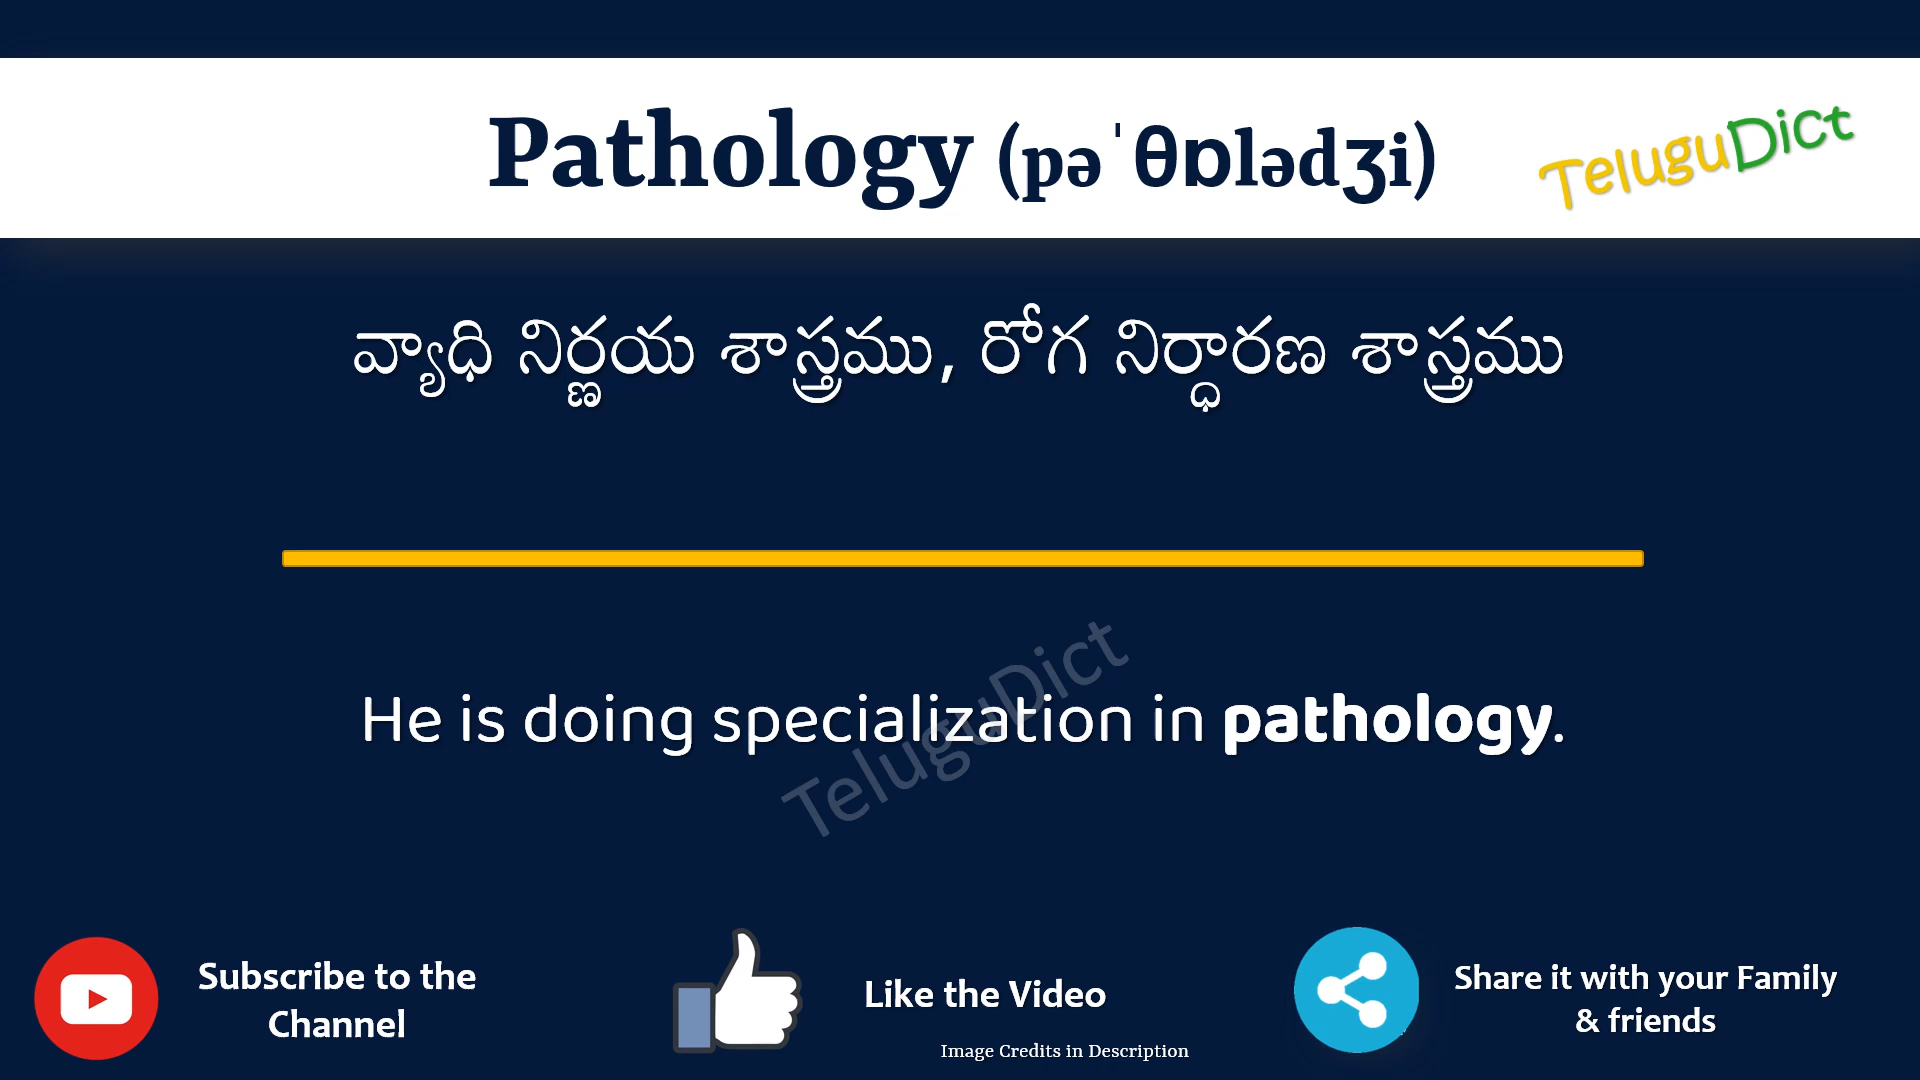 Pathology (pəˈθɒlədʒi)
TeluguDict
వ్యాధి నిర్ణయ శాస్త్రము, రోగ నిర్ధారణ శాస్త్రము
He is doing specialization in pathology.
TeluguDict
Subscribe to the
Channel
Like the Video
Share it with your Family
& friends
Image Credits in Description